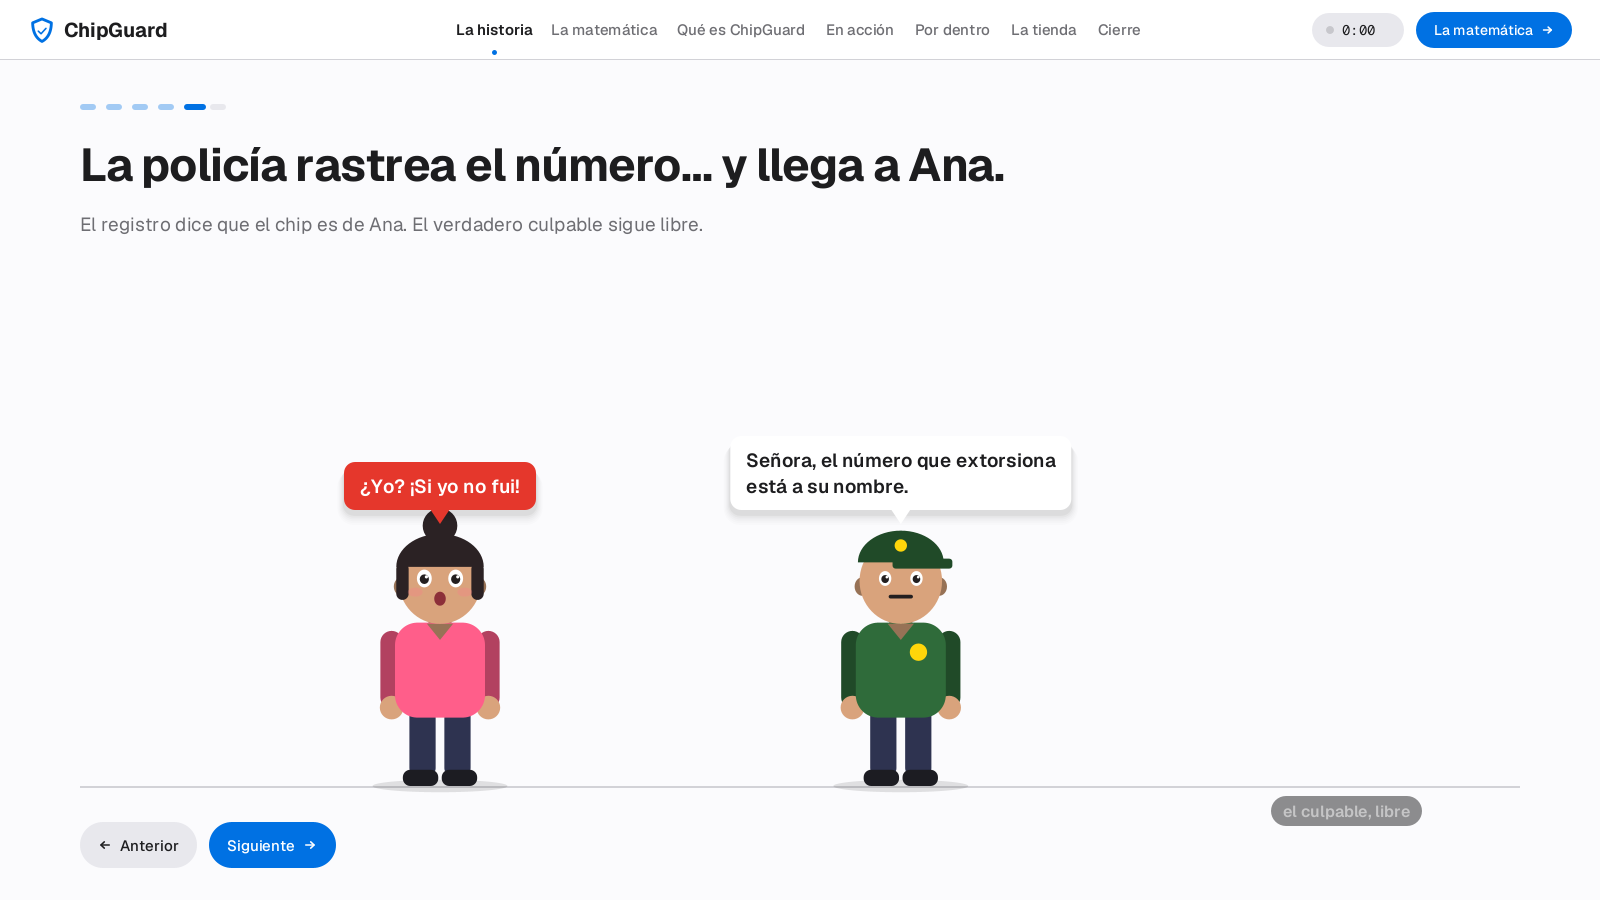 ChipGuard
La historia
La matemática
Qué es ChipGuard
En acción
Por dentro
La tienda
Cierre
0:00
La matemática →
La policía rastrea el número... y llega a Ana.
El registro dice que el chip es de Ana. El verdadero culpable sigue libre.
¿Yo? ¡Si yo no fui!
Señora, el número que extorsiona
está a su nombre.
el culpable, libre
← Anterior
Siguiente →